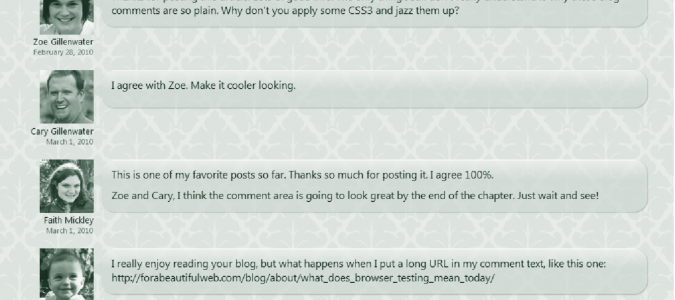 comments are so plain. Why don't you apply some CSS3 and jazz them up?
Zoe Gillenwater
February 28, 2010
I agree with Zoe. Make it cooler looking.
Cary Gillenwater
March 1, 2010
This is one of my favorite posts so far. Thanks so much for posting it. I agree 100%.
Zoe and Cary, I think the comment area is going to look great by the end of the chapter. Just wait and see!
Faith Mickley
March 1, 2010
I really enjoy reading your blog, but what happens when I put a long URL in my comment text, like this one:
http://forabeautifulweb.com/blog/about/what_does_browser_testing_mean_today/